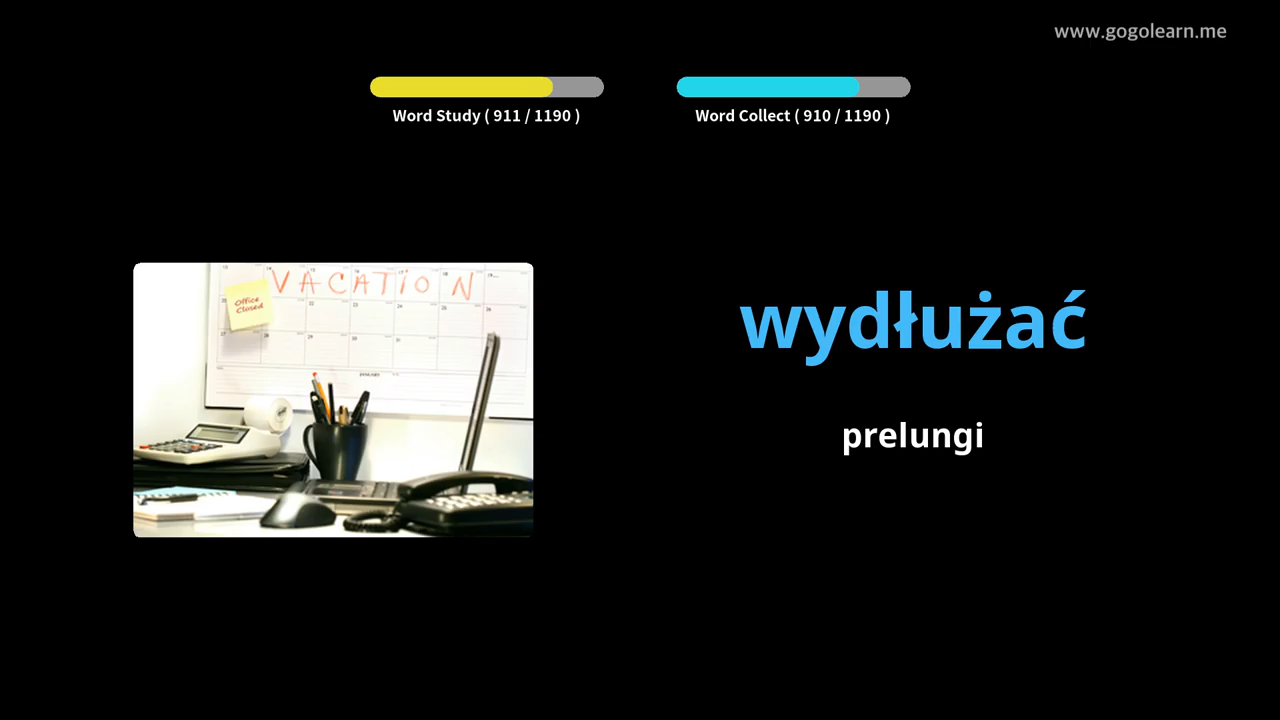 www.gogolearn.me
Word Study ( 911 / 1190 )
Word Collect ( 910 / 1190 )
VACATION
Office
Closed
wydłużać
prelungi